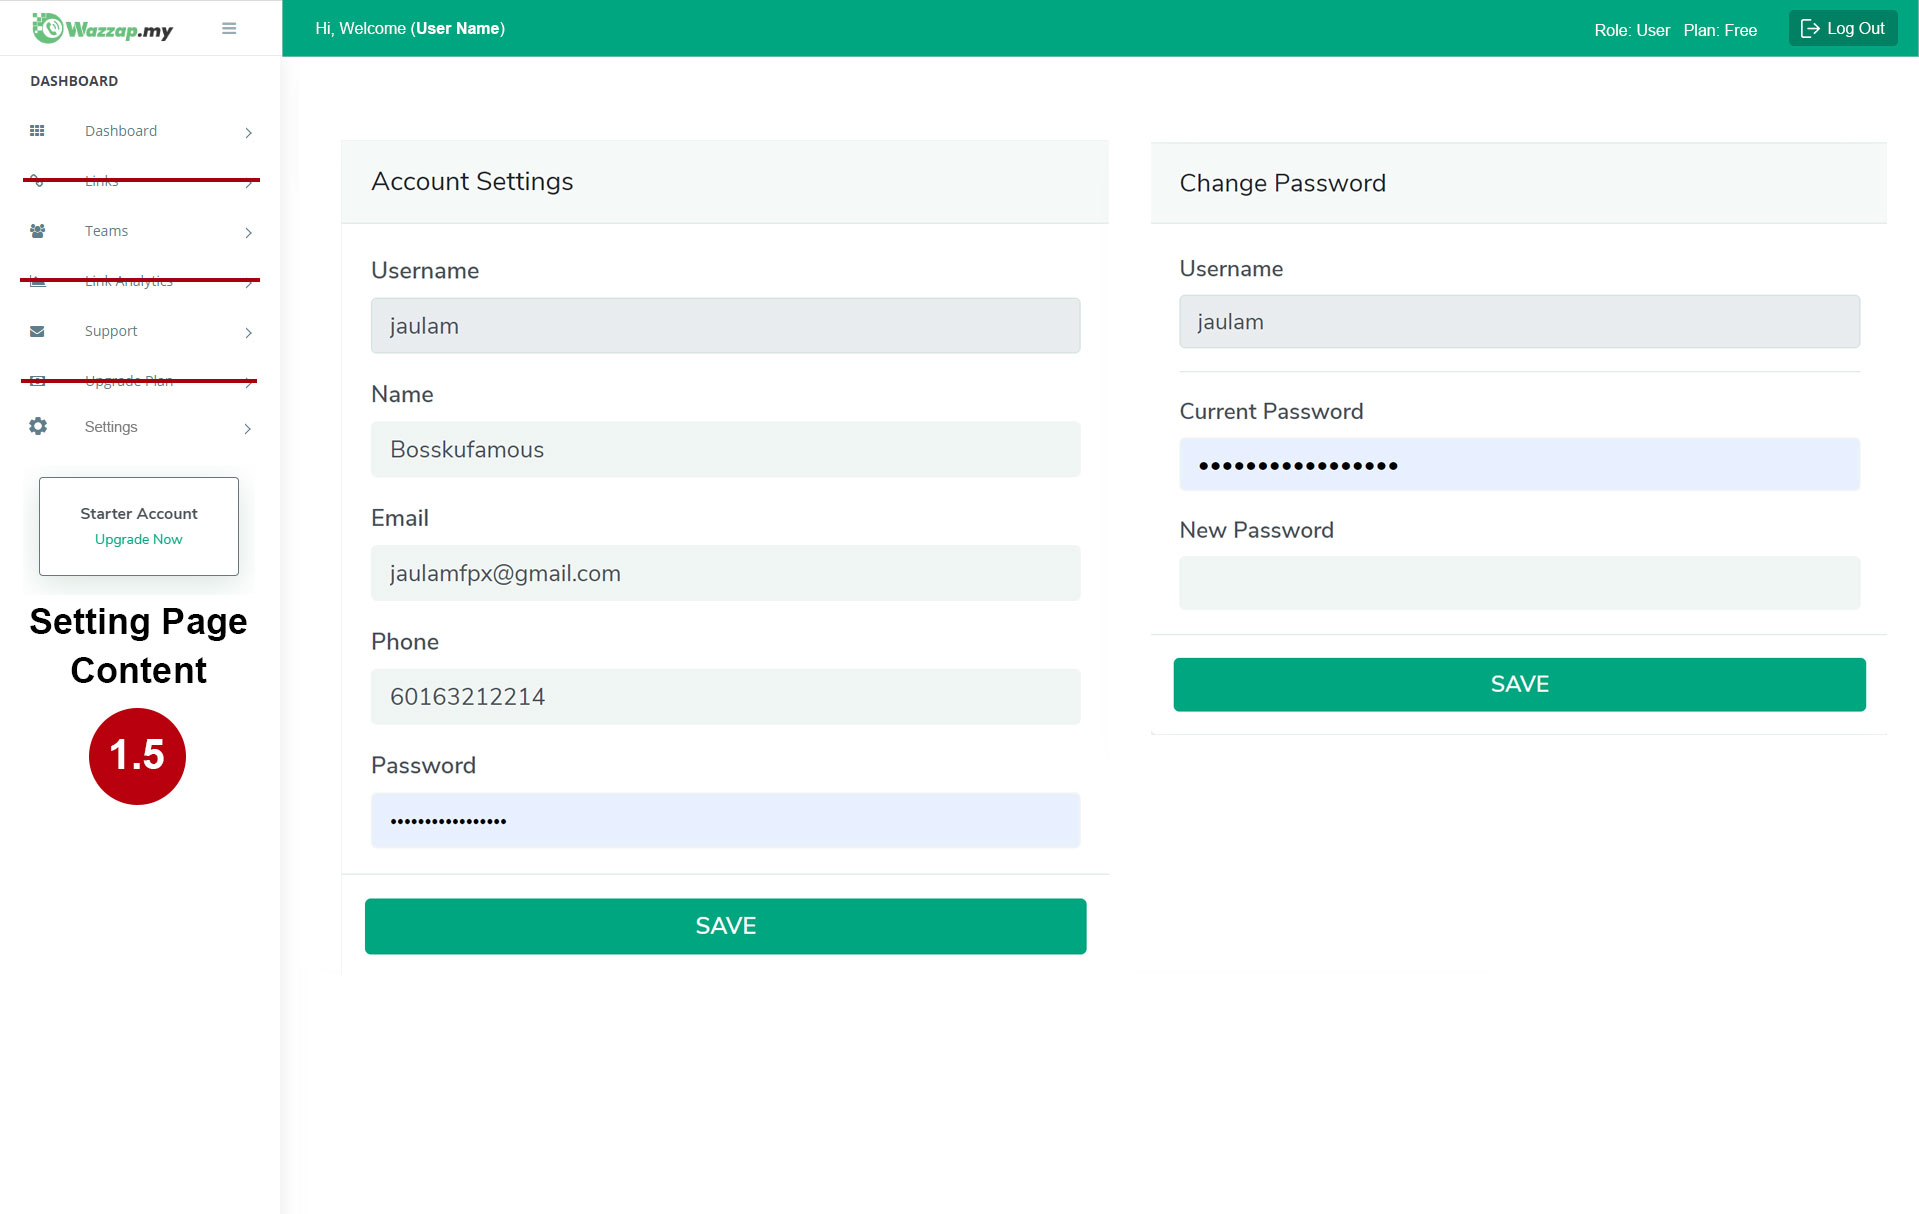 Wazzap.my
Hi, Welcome (User Name)
Role: User Plan: Free
Log Out
DASHBOARD
Dashboard
Links
Teams
Link Analytics
Support
Upgrade Plan
Settings
Starter Account
Upgrade Now
Setting Page
Content
1.5
Account Settings
Username
jaulam
Name
Bosskufamous
Email
jaulamfpx@gmail.com
Phone
60163212214
Password
•••••••••••••••••
SAVE
Change Password
Username
jaulam
Current Password
•••••••••••••••••
New Password
SAVE